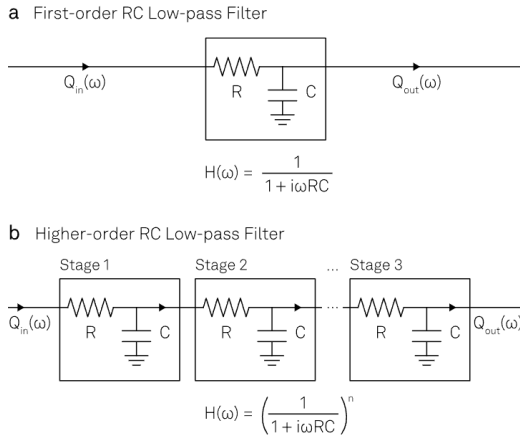 a First-order RC Low-pass Filter
Q_in(ω) R C Q_out(ω)
H(ω) = 1 / (1 + iωRC)
b Higher-order RC Low-pass Filter
Stage 1 Stage 2 ... Stage 3
...
Q_in(ω) R C R C R C Q_out(ω)
H(ω) = (1 / (1 + iωRC))^n